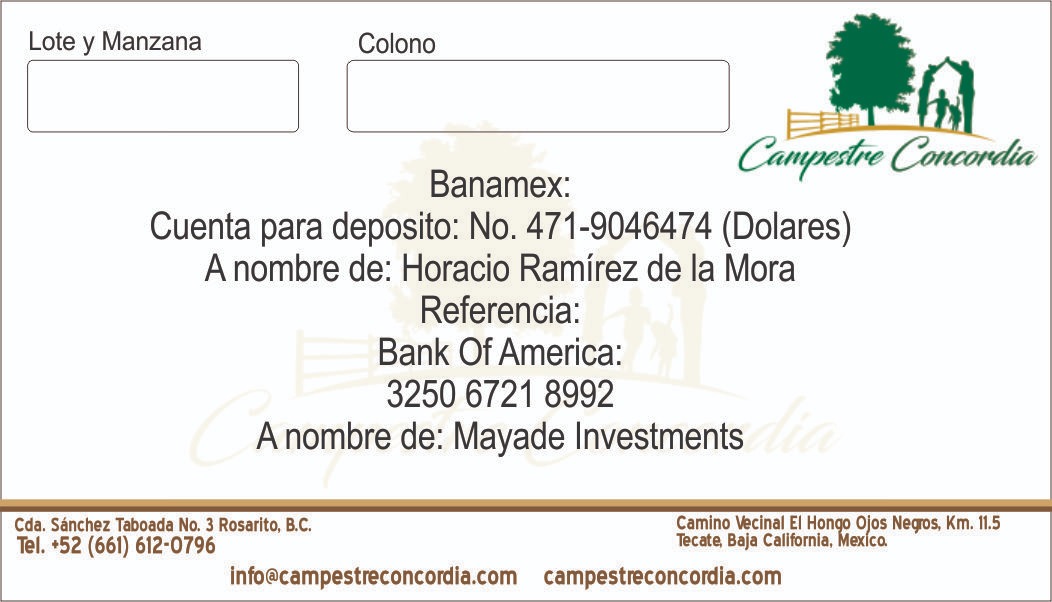 Lote y Manzana
Colono
Campestre Concordia
Banamex:
Cuenta para deposito: No. 471-9046474 (Dolares)
A nombre de: Horacio Ramírez de la Mora
Referencia:
Bank Of America:
3250 6721 8992
A nombre de: Mayade Investments
Campestre Concordia
Cda. Sánchez Taboada No. 3 Rosarito, B.C.
Tel. +52 (661) 612-0796
Camino Vecinal El Hongo Ojos Negros, Km. 11.5
Tecate, Baja California, Mexico.
info@campestreconcordia.com campestreconcordia.com